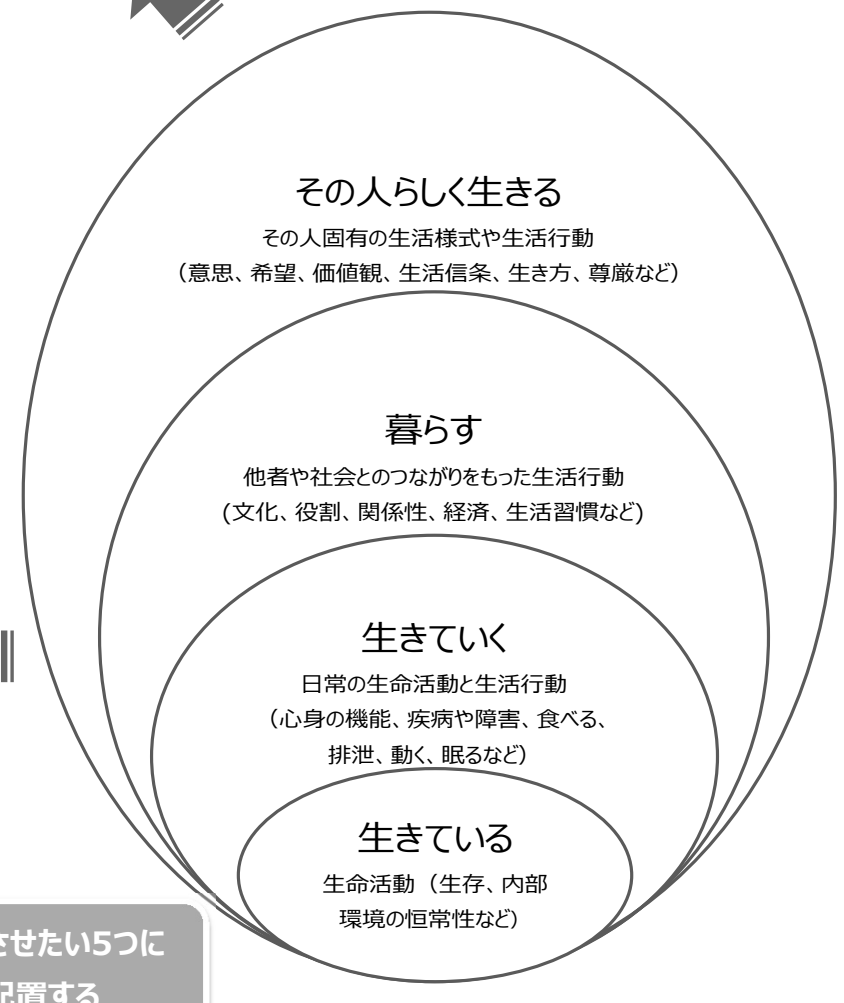 その人らしく生きる
その人固有の生活様式や生活行動
（意思、希望、価値観、生活信条、生き方、尊厳など）
暮らす
他者や社会とのつながりをもった生活行動
(文化、役割、関係性、経済、生活習慣など)
生きていく
日常の生命活動と生活行動
（心身の機能、疾病や障害、食べる、
排泄、動く、眠るなど）
生きている
生命活動（生存、内部
環境の恒常性など）
させたい5つに
配置する